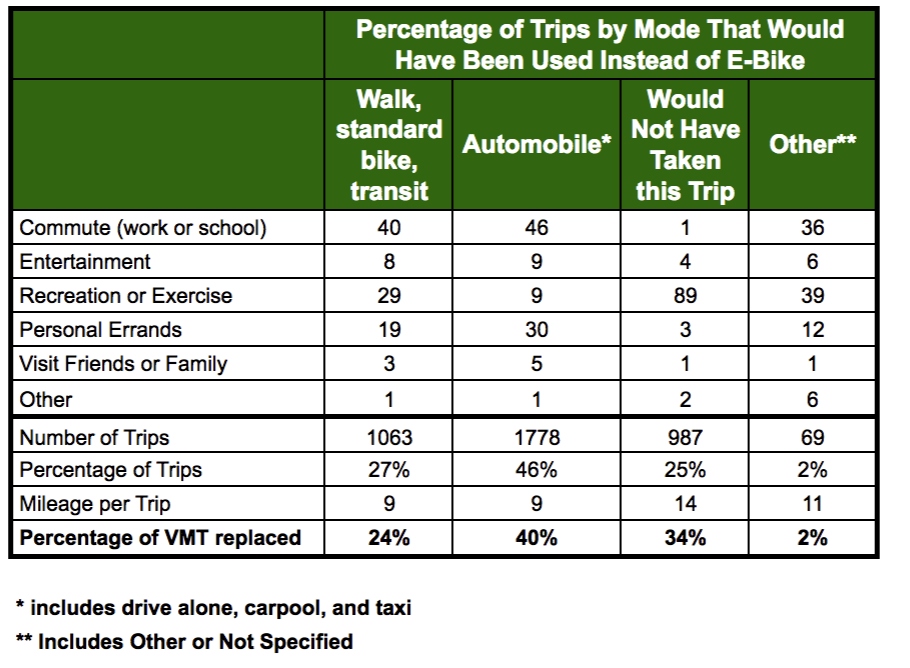 Percentage of Trips by Mode That Would
Have Been Used Instead of E-Bike
Walk,
standard
bike,
transit
Automobile*
Would
Not Have
Taken
this Trip
Other**
Commute (work or school) 40 46 1 36
Entertainment 8 9 4 6
Recreation or Exercise 29 9 89 39
Personal Errands 19 30 3 12
Visit Friends or Family 3 5 1 1
Other 1 1 2 6
Number of Trips 1063 1778 987 69
Percentage of Trips 27% 46% 25% 2%
Mileage per Trip 9 9 14 11
Percentage of VMT replaced 24% 40% 34% 2%
* includes drive alone, carpool, and taxi
** Includes Other or Not Specified